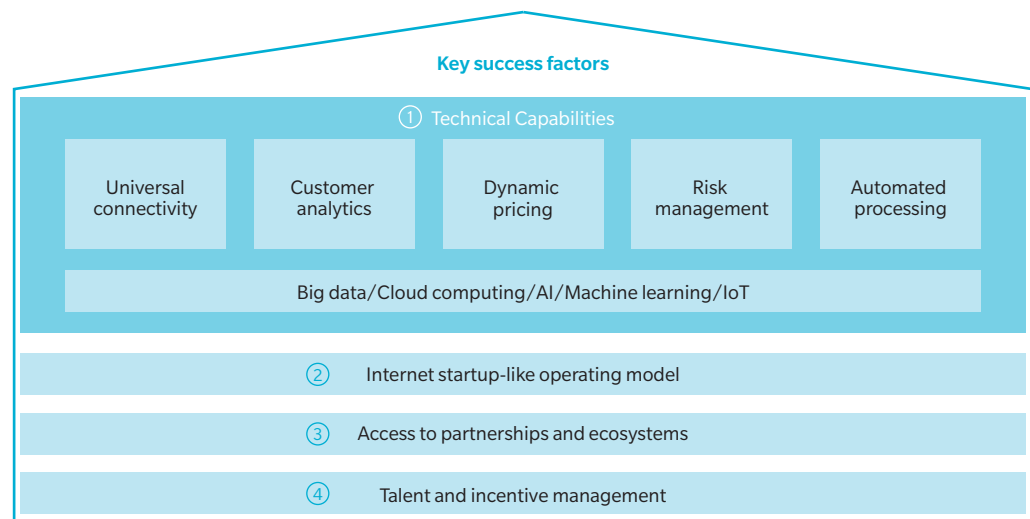 Key success factors
1 Technical Capabilities
Universal
connectivity
Customer
analytics
Dynamic
pricing
Risk
management
Automated
processing
Big data/Cloud computing/AI/Machine learning/IoT
2 Internet startup-like operating model
3 Access to partnerships and ecosystems
4 Talent and incentive management